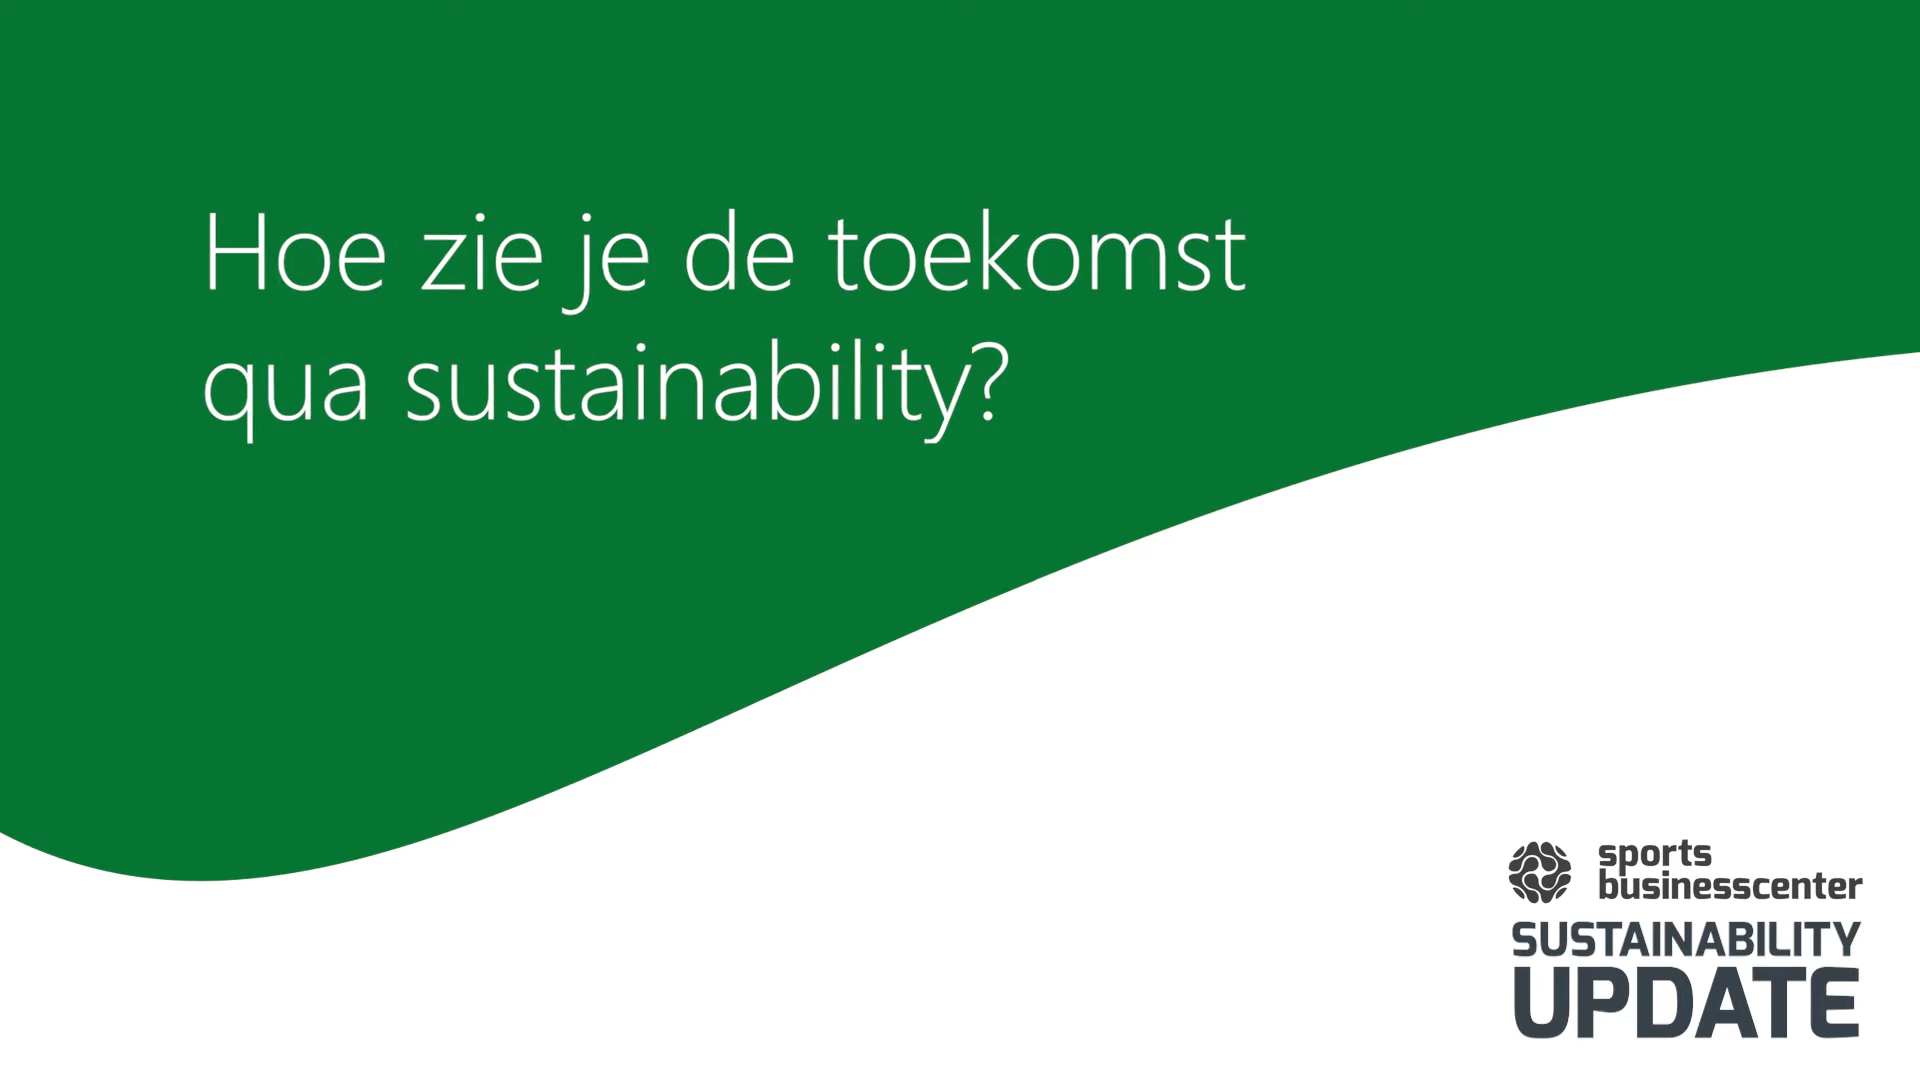 Hoe zie je de toekomst
qua sustainability?
sports
businesscenter
SUSTAINABILITY
UPDATE